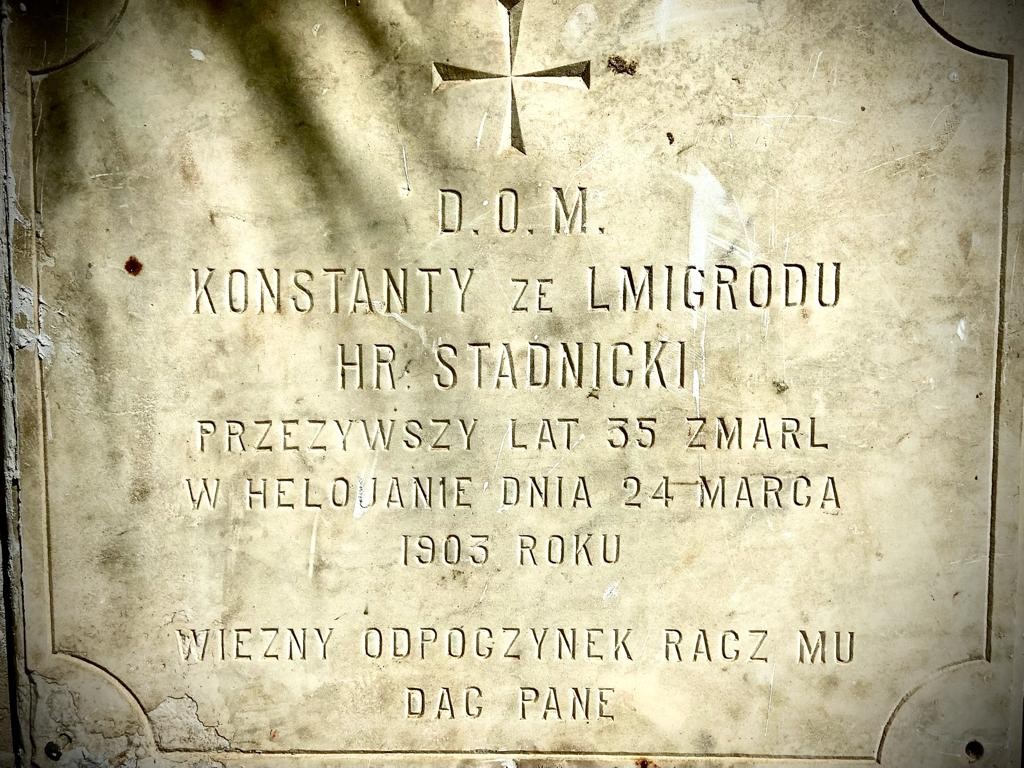 D.O.M.
KONSTANTY ZE LMIGRODU
HR. STADNICKI
PRZEZYWSZY LAT 35 ZMARL
W HELOUANIE DNIA 24 MARCA
1903 ROKU
WIEZNY ODPOCZYNEK RACZ MU
DAC PANE